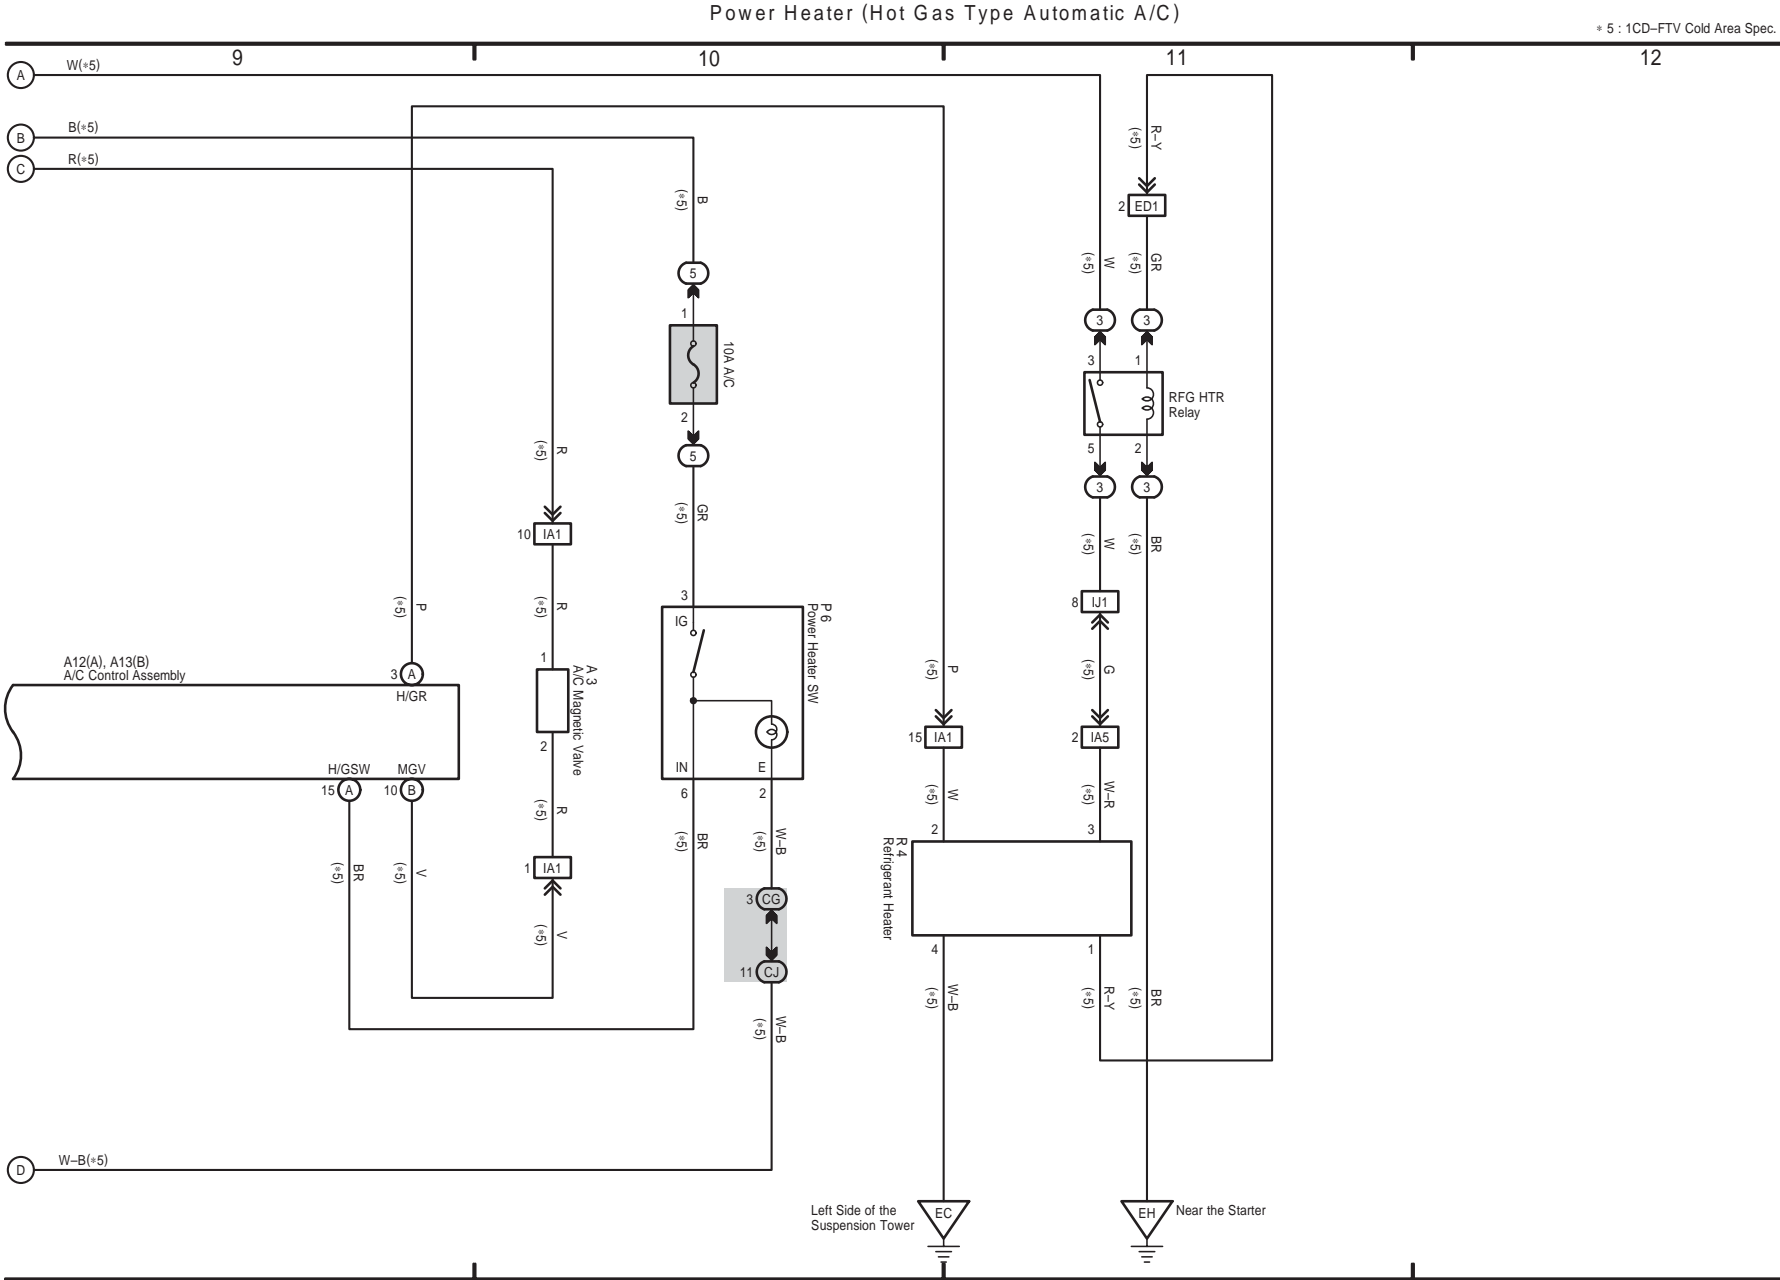 Power Heater (Hot Gas Type Automatic A/C)
∗ 5 : 1CD–FTV Cold Area Spec.
9
10
11
12
A
W(∗5)
B
B(∗5)
C
R(∗5)
R–Y
(∗5)
B
(∗5)
2
ED1
W
(∗5)
GR
(∗5)
5
1
3
3
10A A/C
3
1
RFG HTR
Relay
2
5
5
2
R
(∗5)
3
3
GR
(∗5)
10
IA1
W
(∗5)
BR
(∗5)
P
(∗5)
R
(∗5)
3
8
IJ1
P 6
Power Heater SW
IG
A12(A), A13(B)
A/C Control Assembly
3
A
H/GR
1
A 3
A/C Magnetic Valve
P
(∗5)
G
(∗5)
15
IA1
2
IA5
2
H/GSW
MGV
IN
E
15
A
10
B
6
2
R
(∗5)
W
(∗5)
W–R
(∗5)
BR
(∗5)
W–B
(∗5)
2
3
R 4
Refrigerant Heater
BR
(∗5)
V
(∗5)
1
IA1
3
CG
V
(∗5)
4
1
11
CJ
W–B
(∗5)
R–Y
(∗5)
BR
(∗5)
W–B
(∗5)
D
W–B(∗5)
Left Side of the
Suspension Tower
EC
EH
Near the Starter